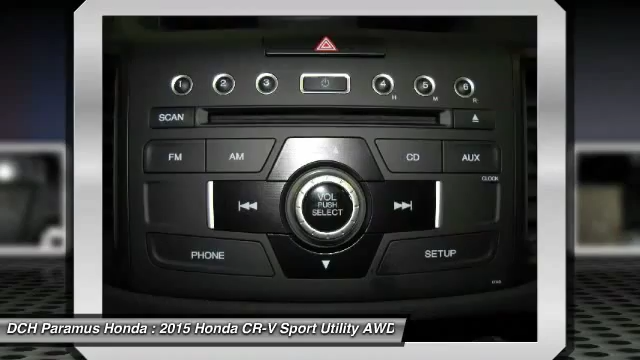 1 2 3 4 5 6
H M R
SCAN
FM AM CD AUX
CLOCK
VOL
PUSH
SELECT
PHONE SETUP
DCH Paramus Honda : 2015 Honda CR-V Sport Utility AWD